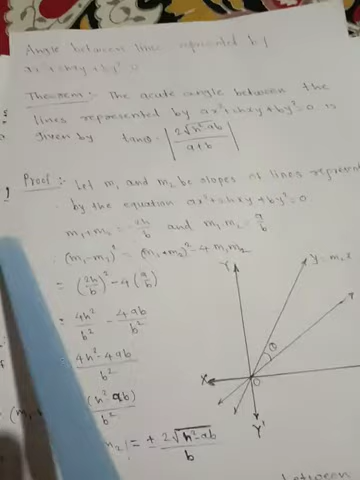 Angle between lines represented by
ax²+2hxy+by²=0
Theorem:- The acute angle between the
lines represented by ax²+2hxy+by²=0 is
given by tanθ = |2√h²-ab / a+b|
Proof:- Let m₁ and m₂ be slopes of lines
by the equation ax²+2hxy+by²=0
m₁+m₂ = -2h/b and m₁m₂ = a/b
(m₁-m₂)² = (m₁+m₂)²-4m₁m₂
= (2h/b)² - 4(a/b)
= 4h²/b² - 4ab/b²
4h²-4ab / b²
(h²-ab) / b²
= ± 2√h²-ab / b
Y
y=m₁x
θ
X
O
Y'
between